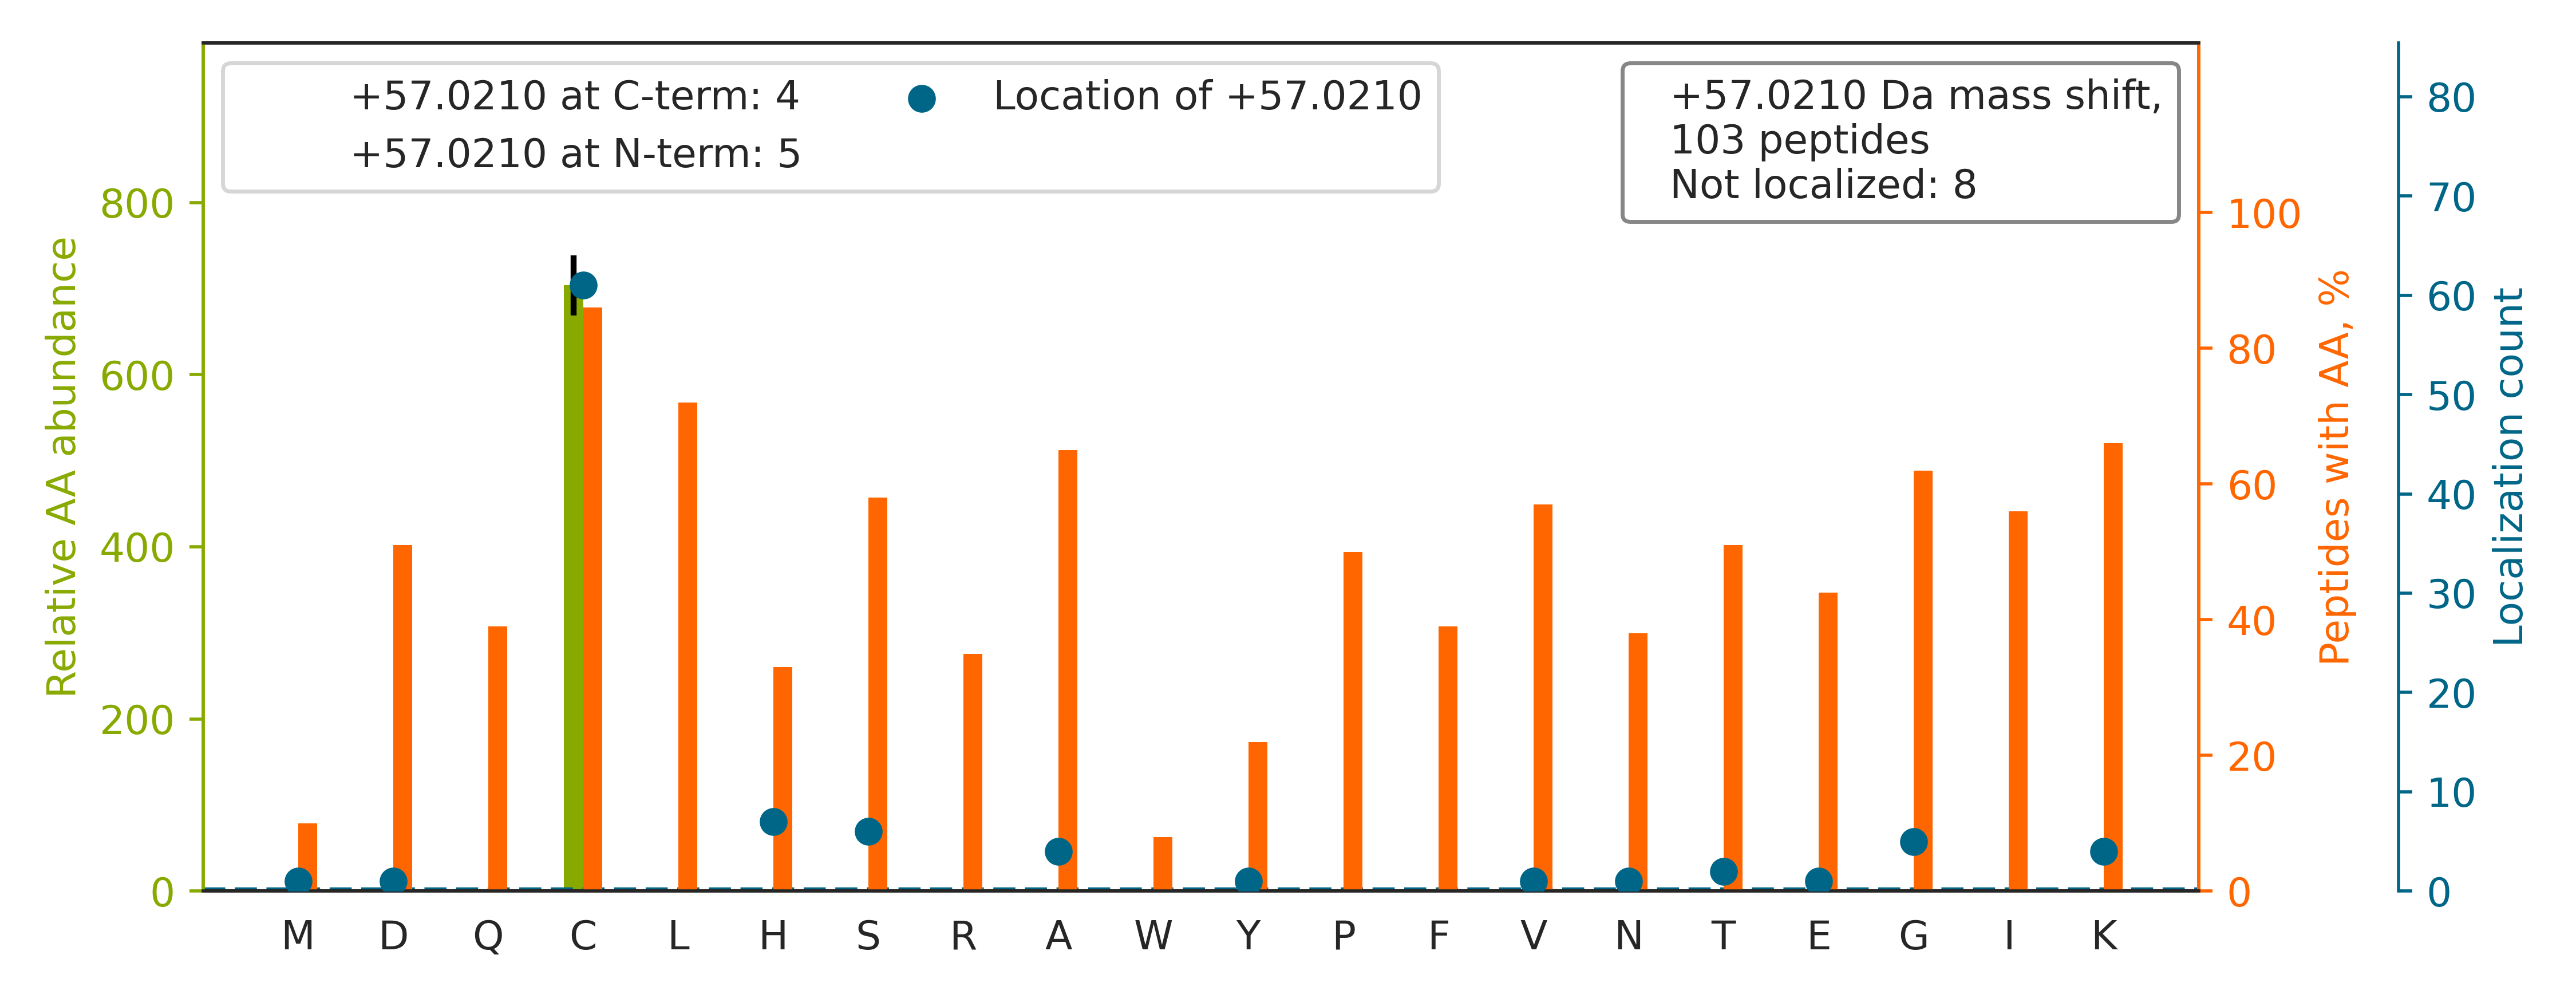 +57.0210 at C-term: 4
+57.0210 at N-term: 5
Location of +57.0210
+57.0210 Da mass shift,
103 peptides
Not localized: 8
Relative AA abundance
800
600
400
200
0
100
80
60
40
20
0
Peptides with AA, %
80
70
60
50
40
30
20
10
0
Localization count
M D Q C L H S R A W Y P F V N T E G I K